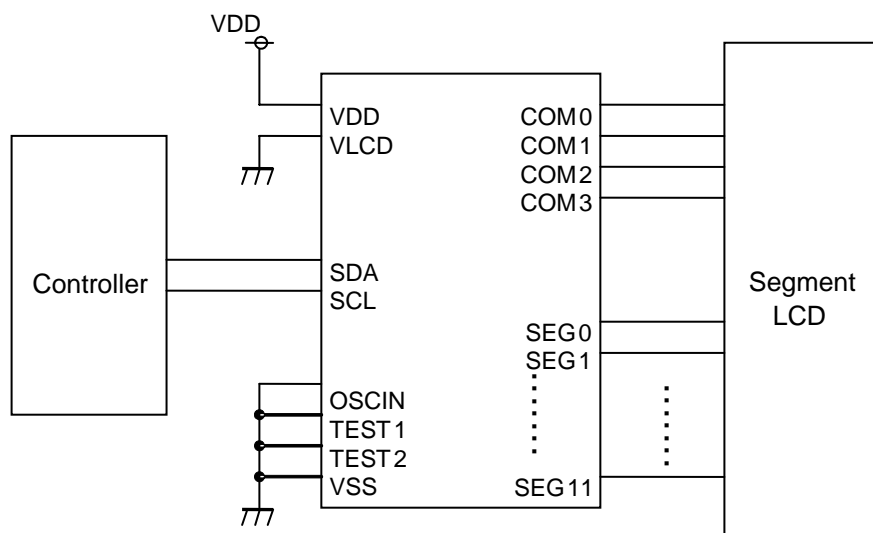 VDD
VDD
VLCD
SDA
SCL
OSCIN
TEST1
TEST2
VSS
COM0
COM1
COM2
COM3
SEG0
SEG1
SEG11
Controller
Segment
LCD